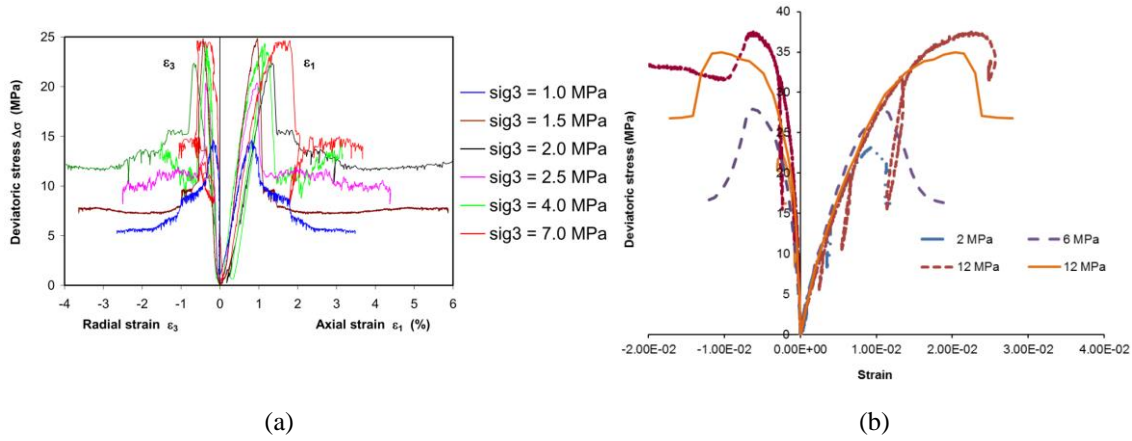 25
20
15
10
5
0
-4 -3 -2 -1 0 1 2 3 4 5 6
Deviatoric stress Δσ (MPa)
ε3
ε1
Radial strain ε3
Axial strain ε1 (%)
sig3 = 1.0 MPa
sig3 = 1.5 MPa
sig3 = 2.0 MPa
sig3 = 2.5 MPa
sig3 = 4.0 MPa
sig3 = 7.0 MPa
(a)
40
35
30
25
20
15
10
5
0
-2.00E-02 -1.00E-02 0.00E+00 1.00E-02 2.00E-02 3.00E-02 4.00E-02
Deviatoric stress (MPa)
Strain
2 MPa 6 MPa
12 MPa 12 MPa
(b)